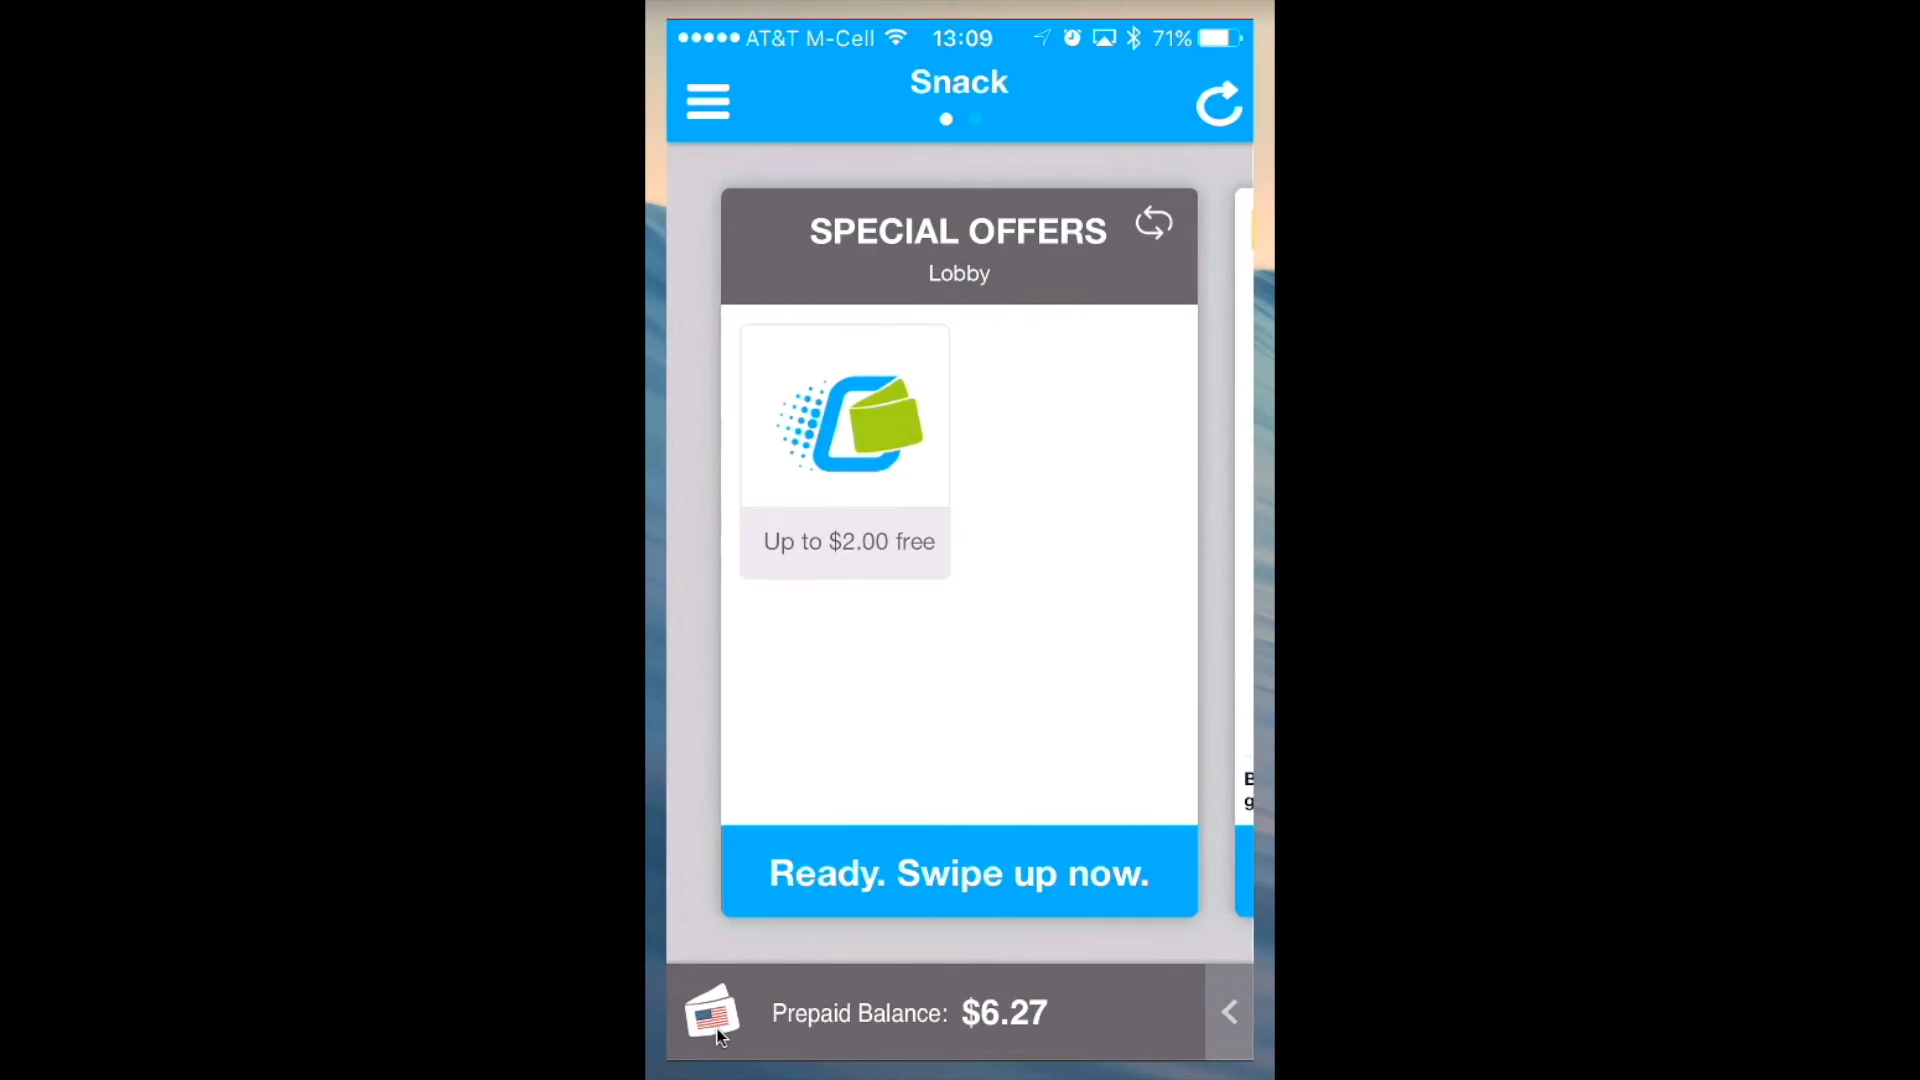 AT&T M-Cell 13:09 71%
Snack
SPECIAL OFFERS
Lobby
Up to $2.00 free
B
g
Ready. Swipe up now.
Prepaid Balance: $6.27